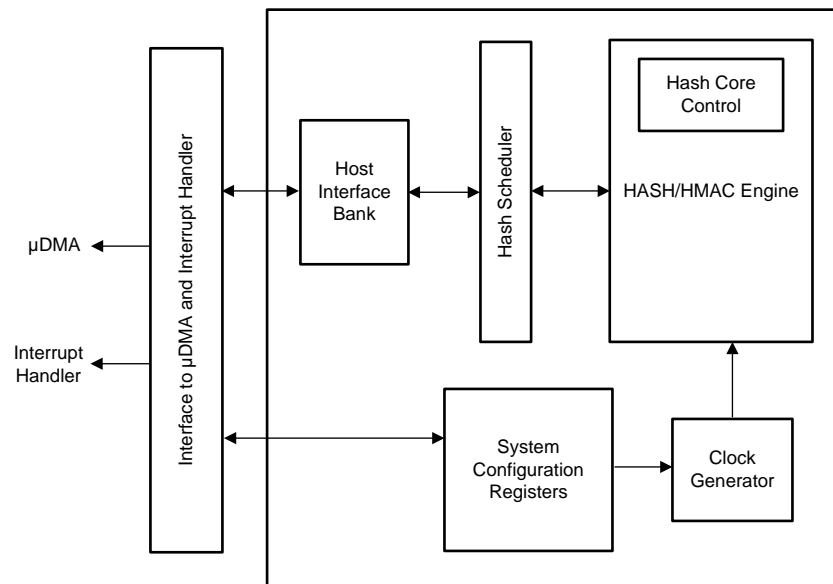 Hash Core
Control
Host
Interface
Bank
Hash Scheduler
HASH/HMAC Engine
Interface to µDMA and Interrupt Handler
µDMA
Interrupt
Handler
System
Configuration
Registers
Clock
Generator